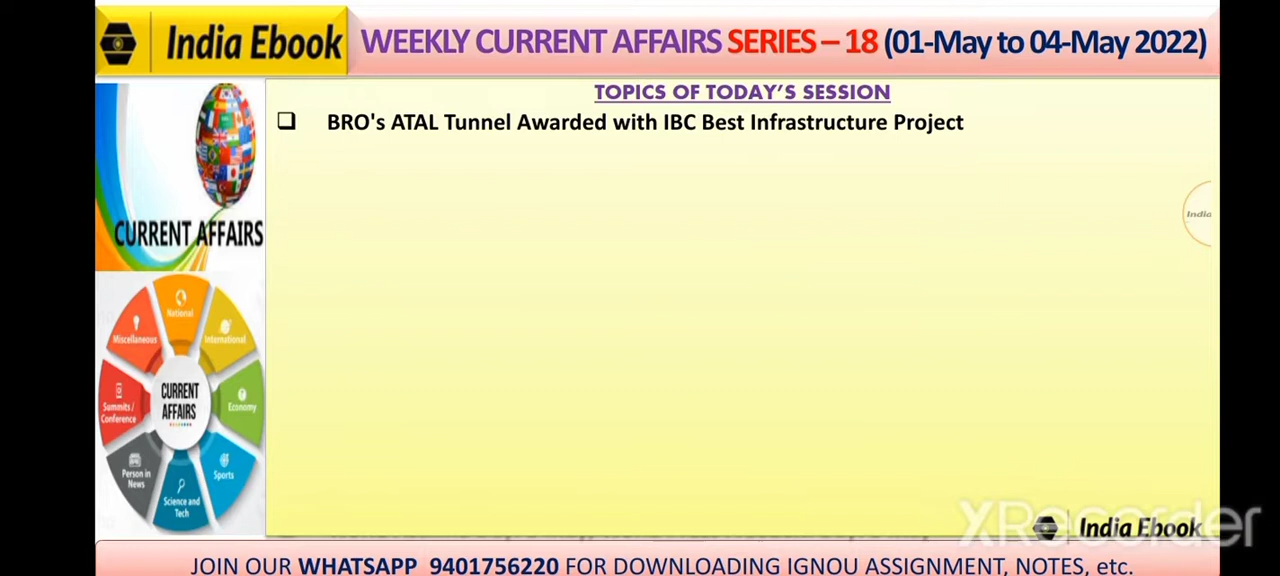 India Ebook
WEEKLY CURRENT AFFAIRS SERIES – 18 (01-May to 04-May 2022)
TOPICS OF TODAY'S SESSION
❑ BRO's ATAL Tunnel Awarded with IBC Best Infrastructure Project
CURRENT AFFAIRS
India
National
Miscellaneous
International
CURRENT
AFFAIRS
Summits /
Conference
Economy
Person in
News
Sports
Science and
Tech
XRecorder
India Ebook
JOIN OUR WHATSAPP 9401756220 FOR DOWNLOADING IGNOU ASSIGNMENT, NOTES, etc.